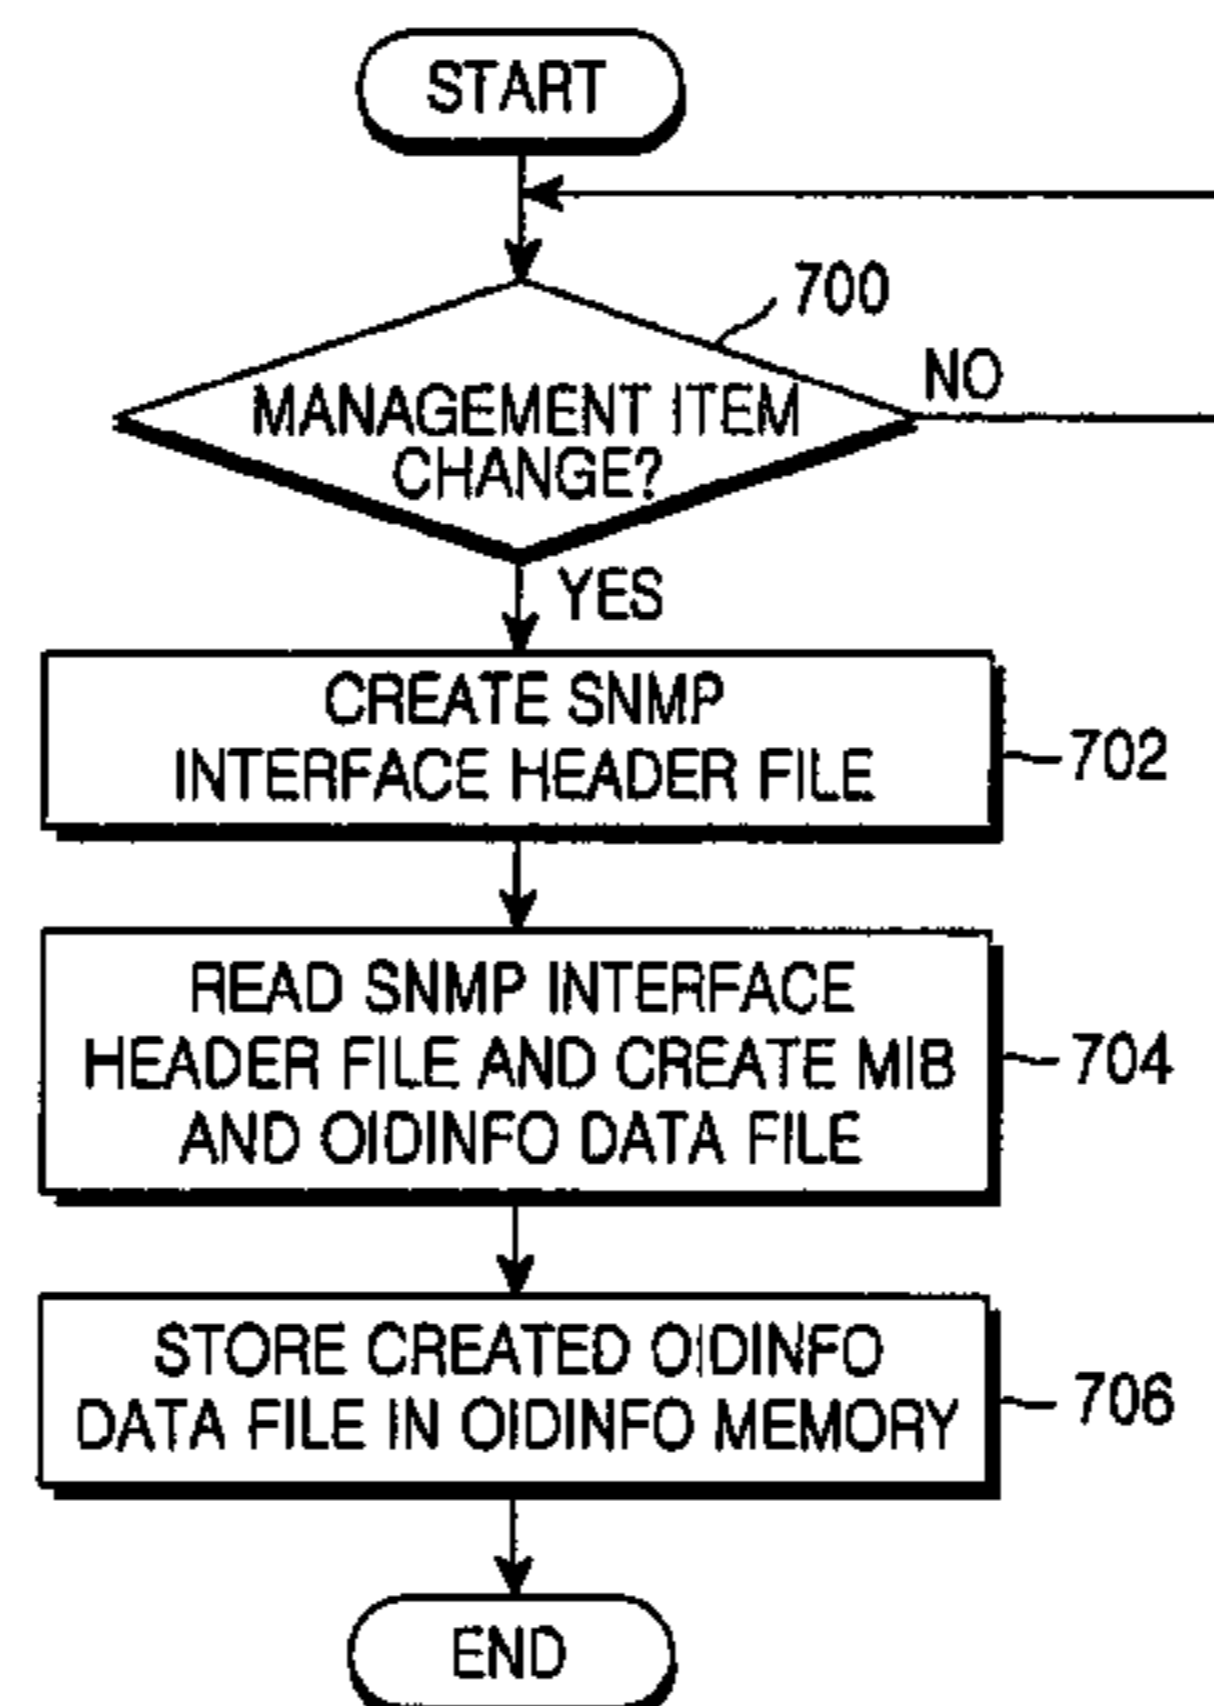 START
700
NO
MANAGEMENT ITEM
CHANGE?
YES
CREATE SNMP
INTERFACE HEADER FILE
702
READ SNMP INTERFACE
HEADER FILE AND CREATE MIB
AND OIDINFO DATA FILE
704
STORE CREATED OIDINFO
DATA FILE IN OIDINFO MEMORY
706
END